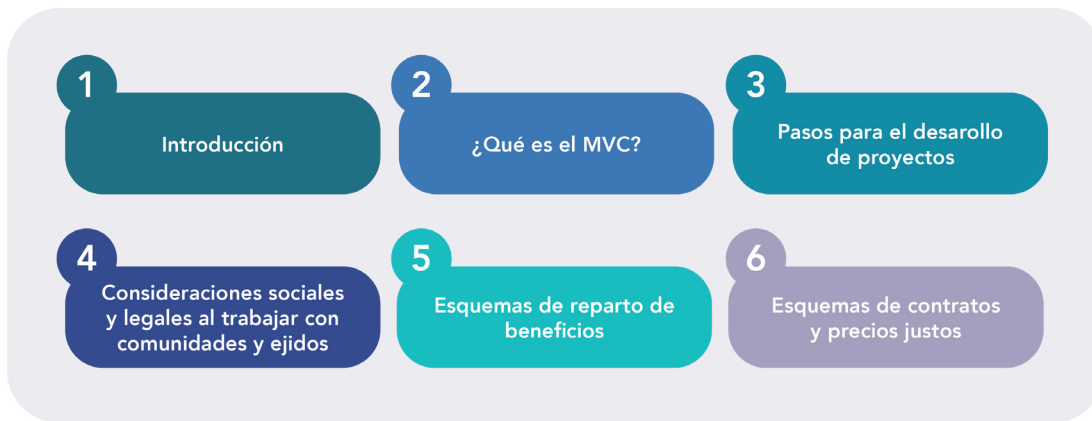 1
Introducción
2
¿Qué es el MVC?
3
Pasos para el desarollo
de proyectos
4
Consideraciones sociales
y legales al trabajar con
comunidades y ejidos
5
Esquemas de reparto de
beneficios
6
Esquemas de contratos
y precios justos